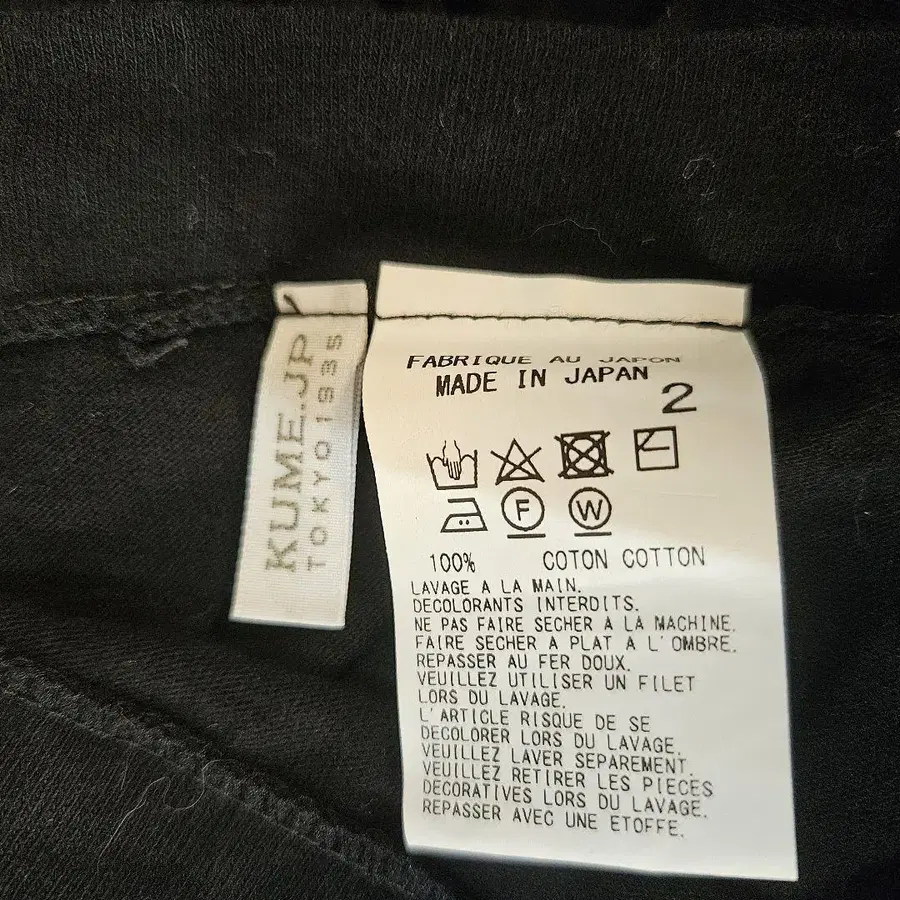 KUME.JP
TOKYO 1935
FABRIQUE AU JAPON
MADE IN JAPAN
2
F W
100% COTON COTTON
LAVAGE A LA MAIN.
DECOLORANTS INTERDITS.
NE PAS FAIRE SECHER A LA MACHINE.
FAIRE SECHER A PLAT A L'OMBRE.
REPASSER AU FER DOUX.
VEUILLEZ UTILISER UN FILET
LORS DU LAVAGE.
L'ARTICLE RISQUE DE SE
DECOLORER LORS DU LAVAGE.
VEUILLEZ LAVER SEPAREMENT.
VEUILLEZ RETIRER LES PIECES
DECORATIVES LORS DU LAVAGE.
REPASSER AVEC UNE ETOFFE.